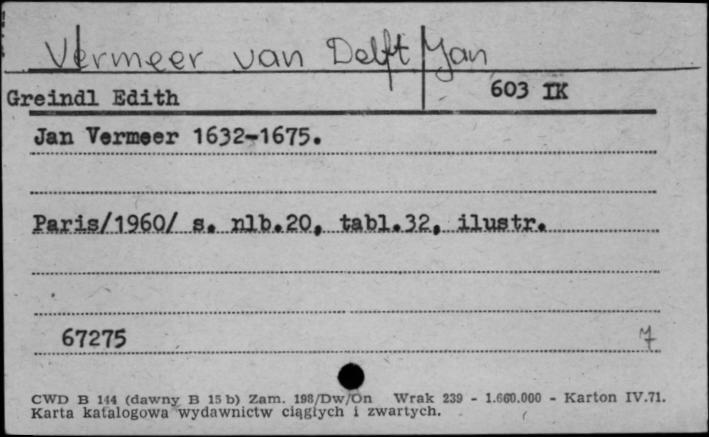 Vermeer van Delft Jan
Greindl Edith 603 IK
Jan Vermeer 1632-1675.
Paris/1960/ s. nlb.20, tabl.32, ilustr.
67275 7
CWD B 144 (dawny B 15 b) Zam. 198/Dw/On Wrak 239 - 1.660.000 - Karton IV.71.
Karta katalogowa wydawnictw ciągłych i zwartych.